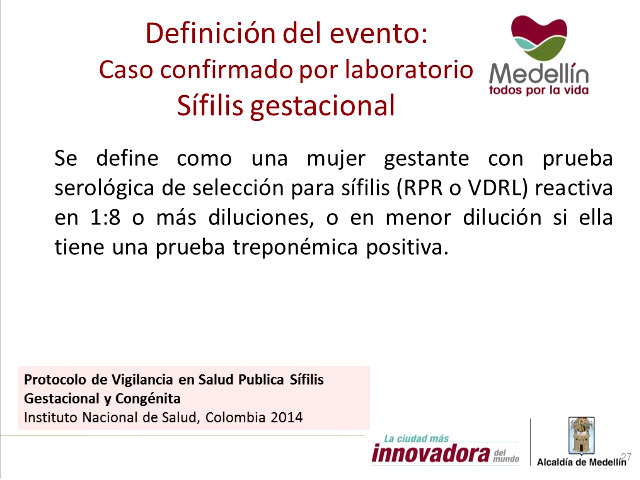 Definición del evento:
Caso confirmado por laboratorio
Sífilis gestacional
Medellín
todos por la vida
Se define como una mujer gestante con prueba
serológica de selección para sífilis (RPR o VDRL) reactiva
en 1:8 o más diluciones, o en menor dilución si ella
tiene una prueba treponémica positiva.
Protocolo de Vigilancia en Salud Publica Sífilis
Gestacional y Congénita
Instituto Nacional de Salud, Colombia 2014
La ciudad más
innovadora del mundo
Alcaldía de Medellín
27